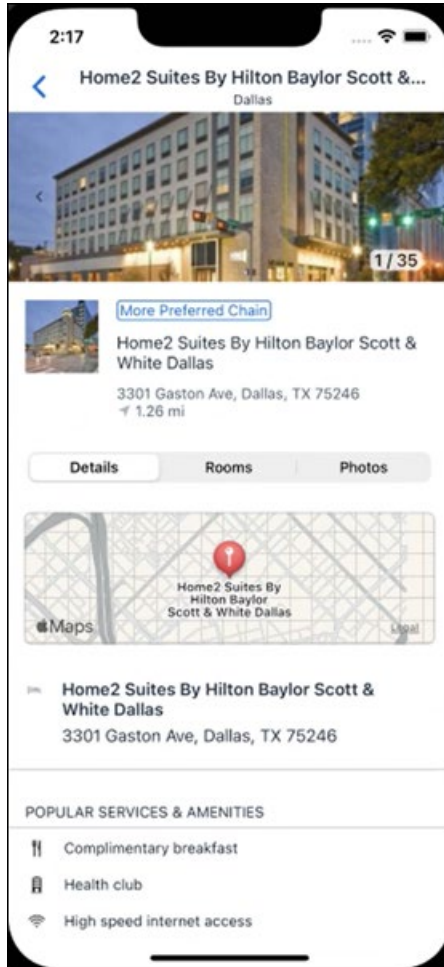 2:17
Home2 Suites By Hilton Baylor Scott &...
Dallas
1/35
More Preferred Chain
Home2 Suites By Hilton Baylor Scott &
White Dallas
3301 Gaston Ave, Dallas, TX 75246
1.26 mi
Details
Rooms
Photos
Home2 Suites By
Hilton Baylor
Scott & White Dallas
Maps
Legal
Home2 Suites By Hilton Baylor Scott &
White Dallas
3301 Gaston Ave, Dallas, TX 75246
POPULAR SERVICES & AMENITIES
Complimentary breakfast
Health club
High speed internet access